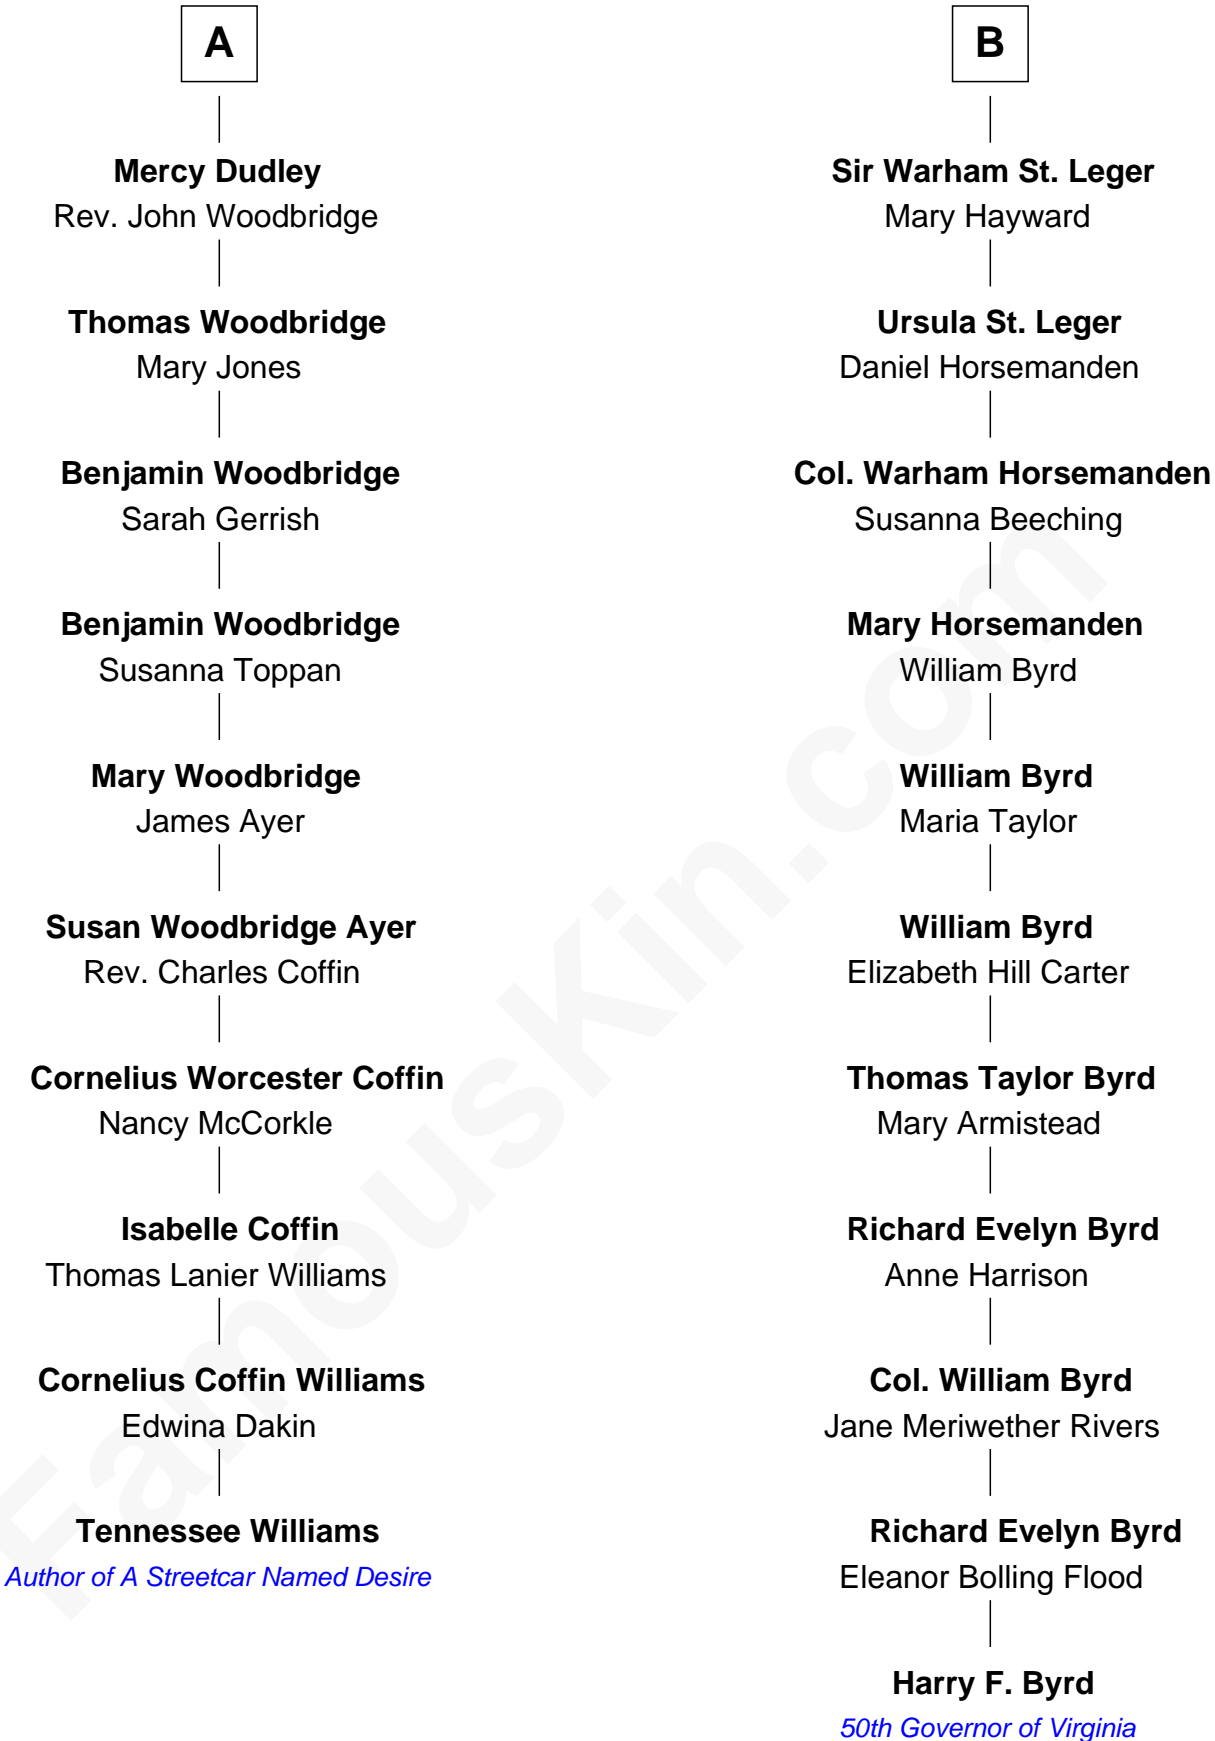 A
Mercy Dudley
Rev. John Woodbridge
Thomas Woodbridge
Mary Jones
Benjamin Woodbridge
Sarah Gerrish
Benjamin Woodbridge
Susanna Toppan
Mary Woodbridge
James Ayer
Susan Woodbridge Ayer
Rev. Charles Coffin
Cornelius Worcester Coffin
Nancy McCorkle
Isabelle Coffin
Thomas Lanier Williams
Cornelius Coffin Williams
Edwina Dakin
Tennessee Williams
Author of A Streetcar Named Desire
B
Sir Warham St. Leger
Mary Hayward
Ursula St. Leger
Daniel Horsemanden
Col. Warham Horsemanden
Susanna Beeching
Mary Horsemanden
William Byrd
William Byrd
Maria Taylor
William Byrd
Elizabeth Hill Carter
Thomas Taylor Byrd
Mary Armistead
Richard Evelyn Byrd
Anne Harrison
Col. William Byrd
Jane Meriwether Rivers
Richard Evelyn Byrd
Eleanor Bolling Flood
Harry F. Byrd
50th Governor of Virginia
FamousKin.com